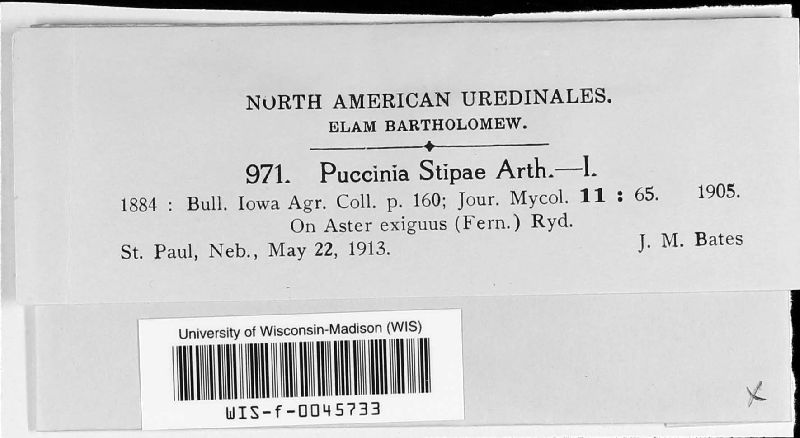 NORTH AMERICAN UREDINALES.
ELAM BARTHOLOMEW.
971. Puccinia Stipae Arth.—I.
1884 : Bull. Iowa Agr. Coll. p. 160; Jour. Mycol. 11 : 65. 1905.
On Aster exiguus (Fern.) Ryd.
St. Paul, Neb., May 22, 1913. J. M. Bates
University of Wisconsin-Madison (WIS)
WIS-f-0045733